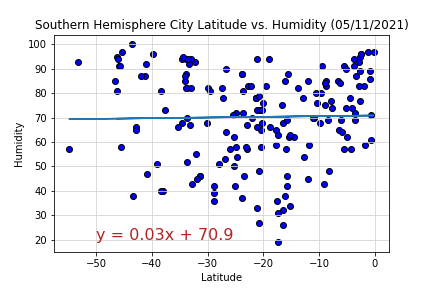 Southern Hemisphere City Latitude vs. Humidity (05/11/2021)
100
90
80
70
60
50
40
30
20
Humidity
y = 0.03x + 70.9
−50 −40 −30 −20 −10 0
Latitude